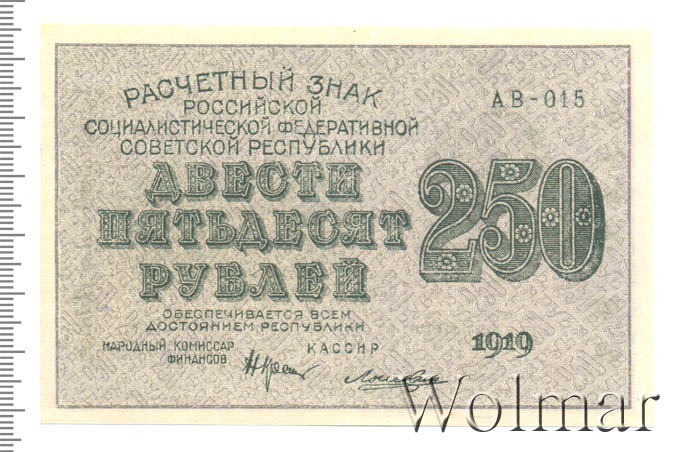 РАСЧЕТНЫЙ ЗНАК
РОССИЙСКОЙ
СОЦИАЛИСТИЧЕСКОЙ ФЕДЕРАТИВНОЙ
СОВЕТСКОЙ РЕСПУБЛИКИ
АВ-015
ДВЕСТИ
ПЯТЬДЕСЯТ
РУБЛЕЙ
250
ОБЕСПЕЧИВАЕТСЯ ВСЕМ
ДОСТОЯНИЕМ РЕСПУБЛИКИ
НАРОДНЫЙ КОМИССАР
ФИНАНСОВ
КАССИР
1919
Wolmar